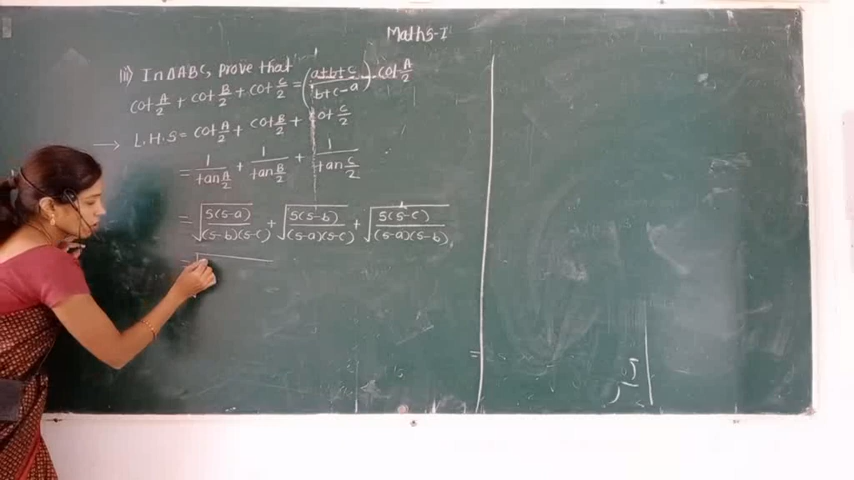 Maths-I
iii) In ΔABC, prove that
cot A/2 + cot B/2 + cot C/2 = (a+b+c / b+c-a) cot A/2
→ L.H.S = cot A/2 + cot B/2 + cot C/2
= 1/tan A/2 + 1/tan B/2 + 1/tan C/2
= √(s(s-a)/(s-b)(s-c)) + √(s(s-b)/(s-a)(s-c)) + √(s(s-c)/(s-a)(s-b))
=